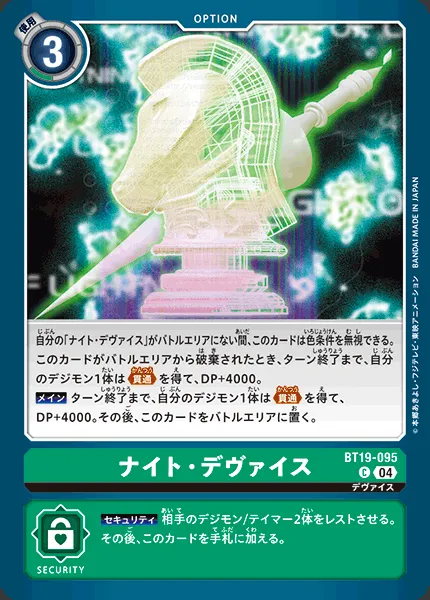 OPTION
使用
3
自分の「ナイト・デヴァイス」がバトルエリアにない間、このカードは色条件を無視できる。
このカードがバトルエリアから破棄されたとき、ターン終了まで、自分
のデジモン1体は 貫通 を得て、DP+4000。
メイン ターン終了まで、自分のデジモン1体は 貫通 を得て、
DP+4000。その後、このカードをバトルエリアに置く。
©本郷あきよし・フジテレビ・東映アニメーション BANDAI MADE IN JAPAN
ナイト・デヴァイス
BT19-095
C 04
デヴァイス
セキュリティ 相手のデジモン/テイマー2体をレストさせる。
その後、このカードを手札に加える。
SECURITY